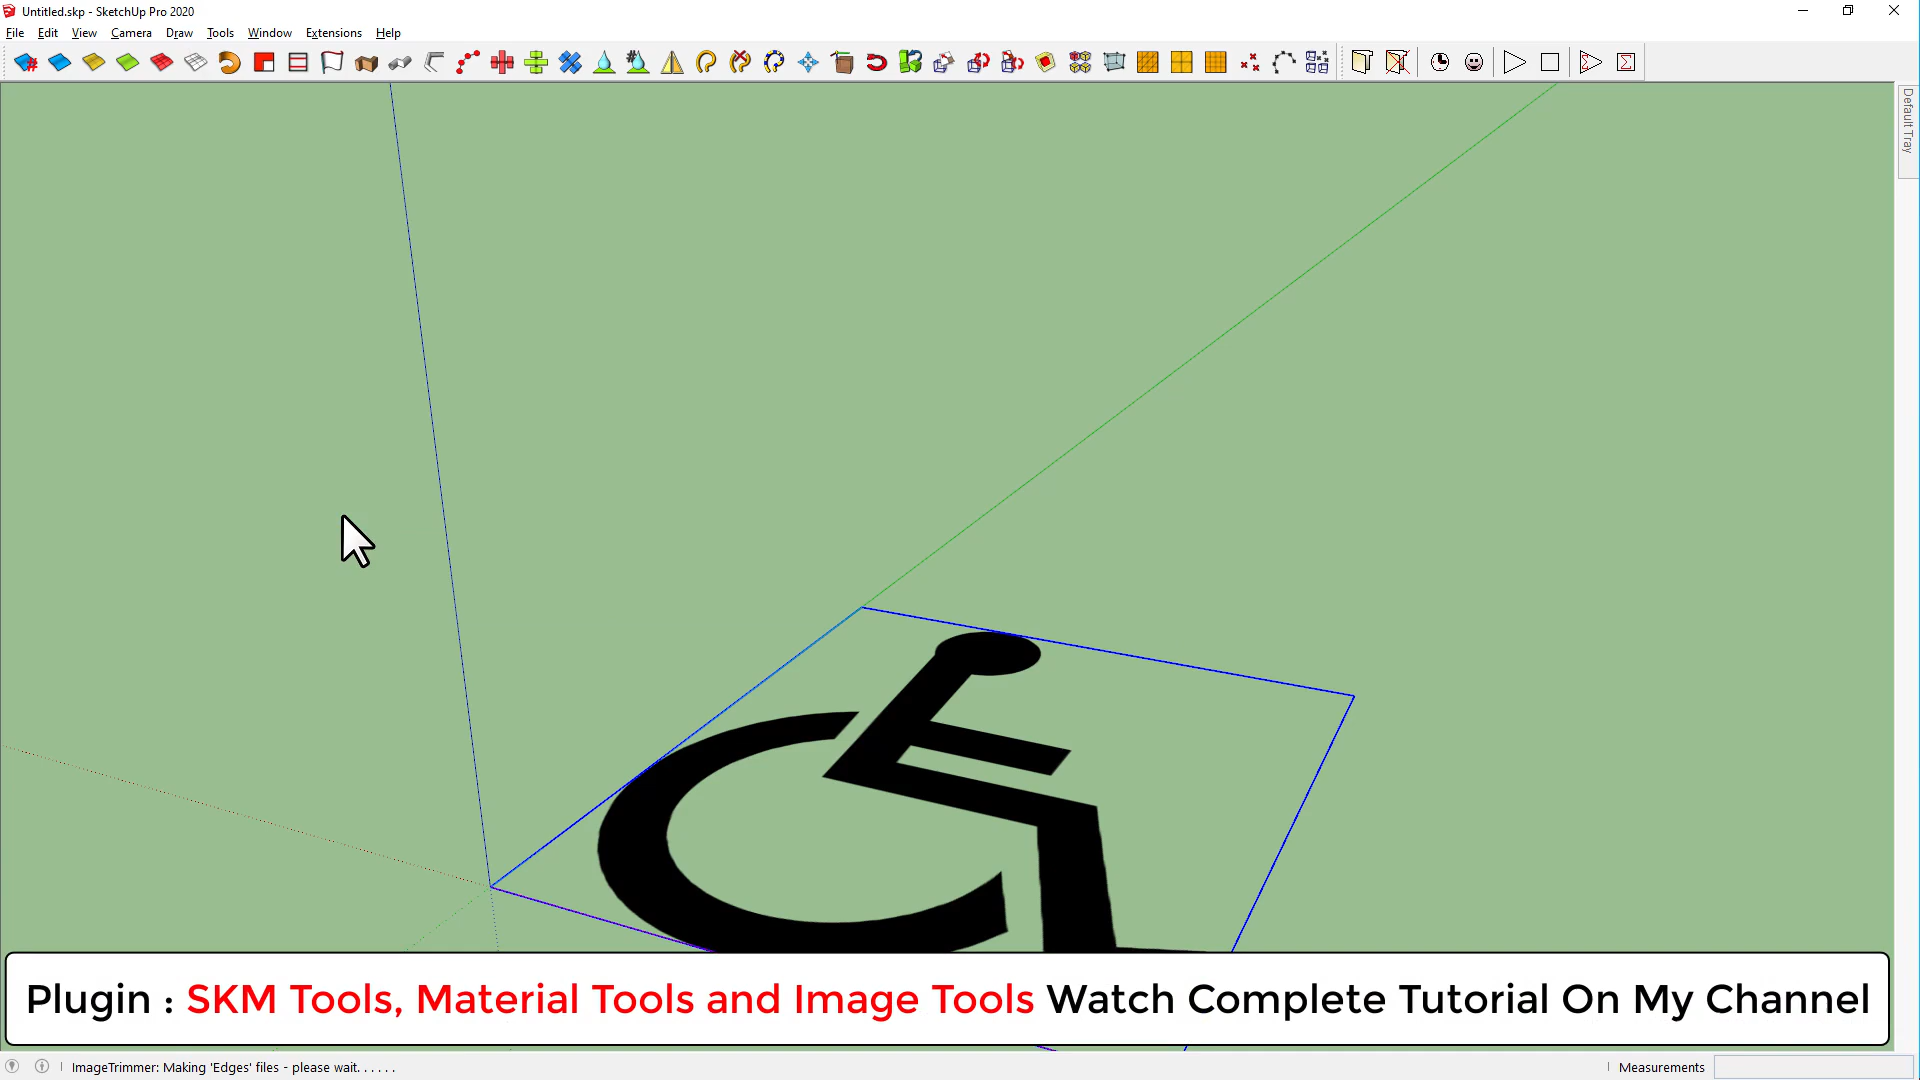 Untitled.skp - SketchUp Pro 2020
File Edit View Camera Draw Tools Window Extensions Help
Default Tray
Plugin : SKM Tools, Material Tools and Image Tools Watch Complete Tutorial On My Channel
ImageTrimmer: Making 'Edges' files - please wait. . . . . .
Measurements